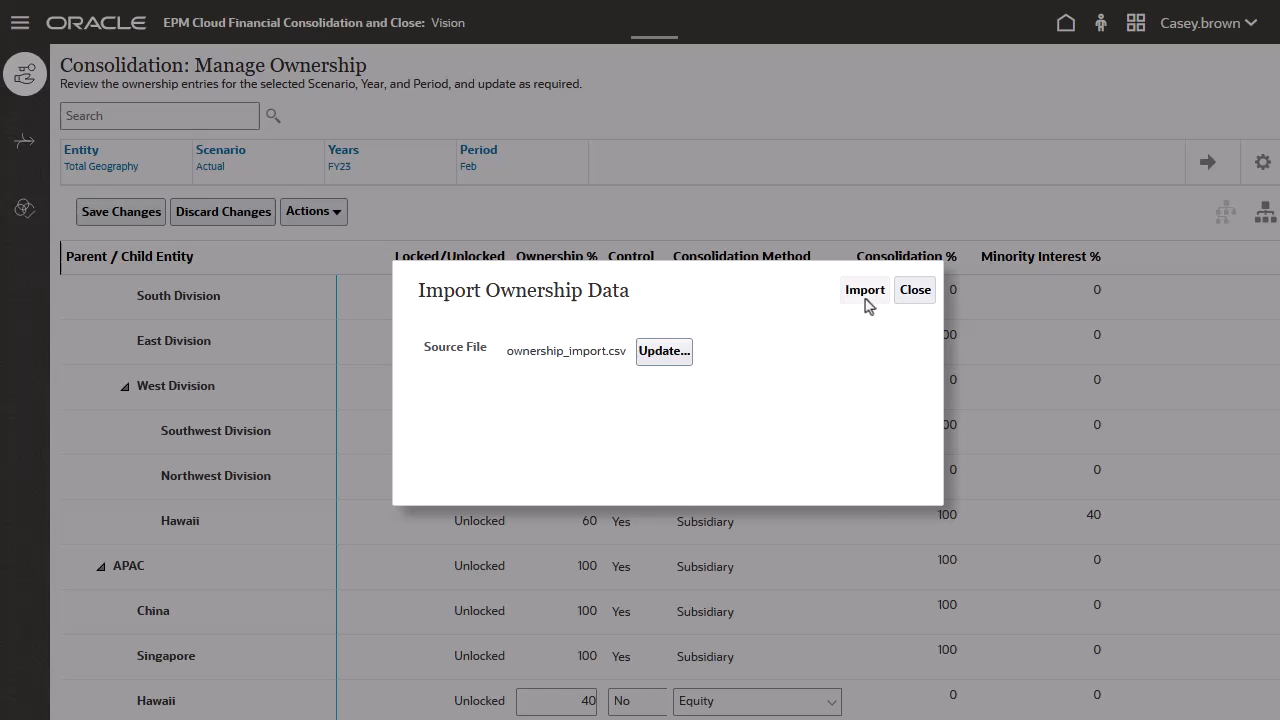 ORACLE EPM Cloud Financial Consolidation and Close: Vision Casey.brown
Consolidation: Manage Ownership
Review the ownership entries for the selected Scenario, Year, and Period, and update as required.
Search
Entity Scenario Years Period
Total Geography Actual FY23 Feb
Save Changes Discard Changes Actions
Parent / Child Entity Locked/Unlocked Ownership % Control Consolidation Method Consolidation % Minority Interest %
Import Ownership Data Import Close
Source File ownership_import.csv Update...
South Division 0 0
East Division 00 0
West Division 0 0
Southwest Division 00 0
Northwest Division 0 0
Hawaii Unlocked 60 Yes Subsidiary 100 40
APAC Unlocked 100 Yes Subsidiary 100 0
China Unlocked 100 Yes Subsidiary 100 0
Singapore Unlocked 100 Yes Subsidiary 100 0
Hawaii Unlocked 40 No Equity 0 0